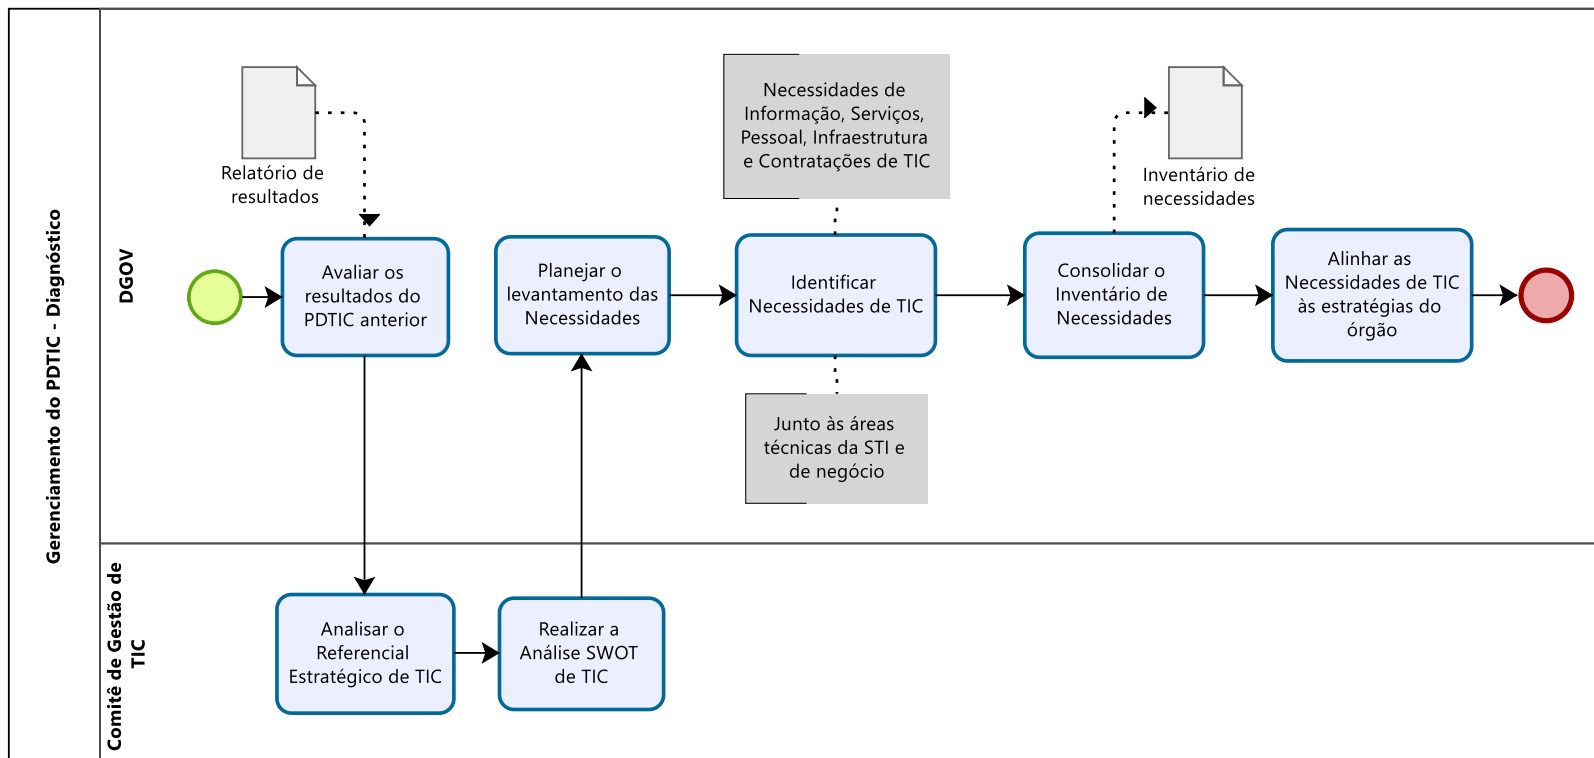 Gerenciamento do PDTIC - Diagnóstico
DGOV
Relatório de
resultados
Necessidades de
Informação, Serviços,
Pessoal, Infraestrutura
e Contratações de TIC
Inventário de
necessidades
Avaliar os
resultados do
PDTIC anterior
Planejar o
levantamento das
Necessidades
Identificar
Necessidades de TIC
Consolidar o
Inventário de
Necessidades
Alinhar as
Necessidades de TIC
às estratégias do
órgão
Junto às áreas
técnicas da STI e
de negócio
Comitê de Gestão de
TIC
Analisar o
Referencial
Estratégico de TIC
Realizar a
Análise SWOT
de TIC